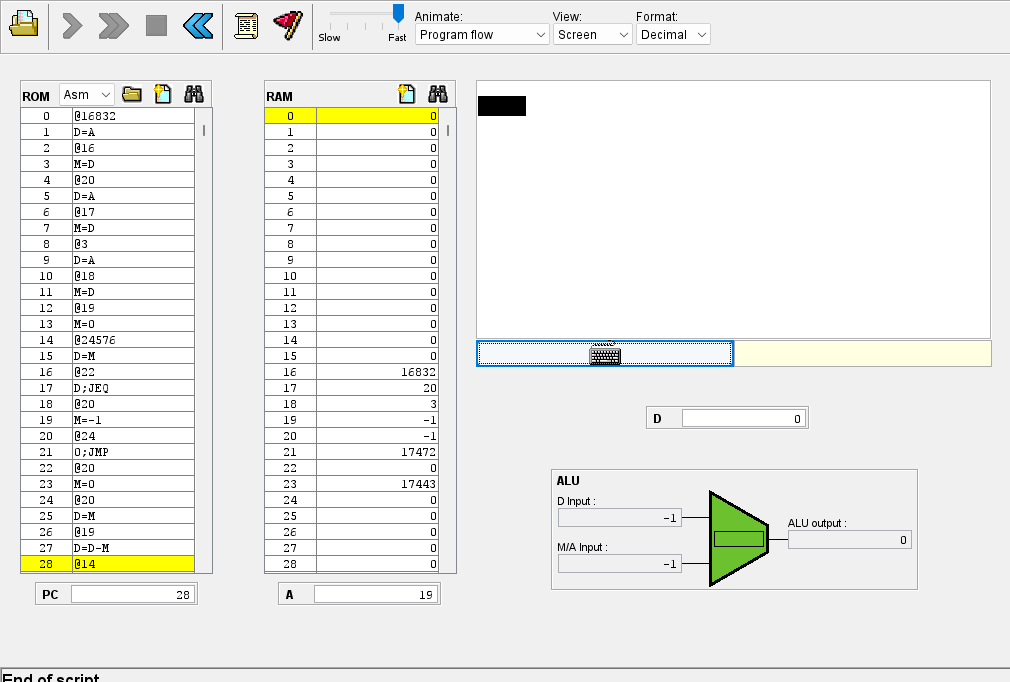 Slow Fast
Animate: View: Format:
Program flow Screen Decimal
ROM Asm
0 @16832
1 D=A
2 @16
3 M=D
4 @20
5 D=A
6 @17
7 M=D
8 @3
9 D=A
10 @18
11 M=D
12 @19
13 M=0
14 @24576
15 D=M
16 @22
17 D;JEQ
18 @20
19 M=-1
20 @24
21 0;JMP
22 @20
23 M=0
24 @20
25 D=M
26 @19
27 D=D-M
28 @14
PC 28
RAM
0 0
1 0
2 0
3 0
4 0
5 0
6 0
7 0
8 0
9 0
10 0
11 0
12 0
13 0
14 0
15 0
16 16832
17 20
18 3
19 -1
20 -1
21 17472
22 0
23 17443
24 0
25 0
26 0
27 0
28 0
A 19
D 0
ALU
D Input :
-1
M/A Input :
-1
ALU output :
0
End of script